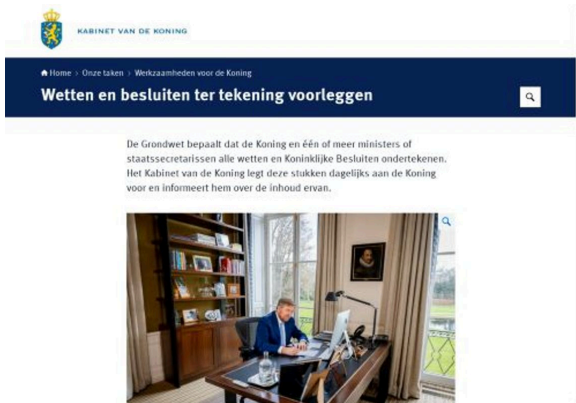 KABINET VAN DE KONING
Home › Onze taken › Werkzaamheden voor de Koning
Wetten en besluiten ter tekening voorleggen
De Grondwet bepaalt dat de Koning en één of meer ministers of
staatssecretarissen alle wetten en Koninklijke Besluiten ondertekenen.
Het Kabinet van de Koning legt deze stukken dagelijks aan de Koning
voor en informeert hem over de inhoud ervan.